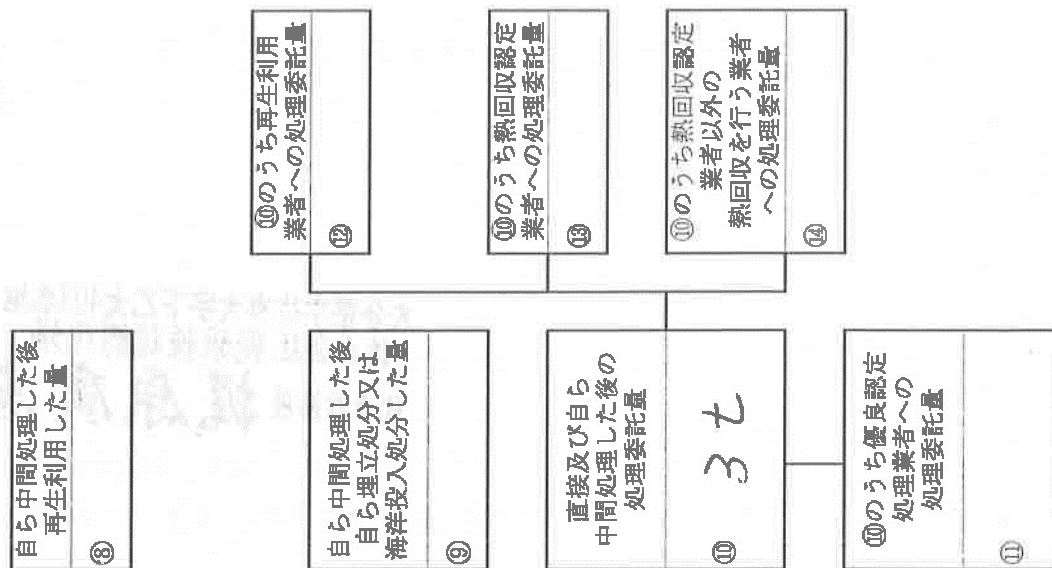 自ら中間処理した後
再生利用した量
⑧
自ら中間処理した後
自ら埋立処分又は
海洋投入処分した量
⑨
直接及び自ら
中間処理した後の
処理委託量
⑩
3t
⑩のうち優良認定
処理業者への
処理委託量
⑪
⑩のうち再生利用
業者への処理委託量
⑫
⑩のうち熱回収認定
業者への処理委託量
⑬
⑩のうち熱回収認定
業者以外の
熱回収を行う業者
への処理委託量
⑭